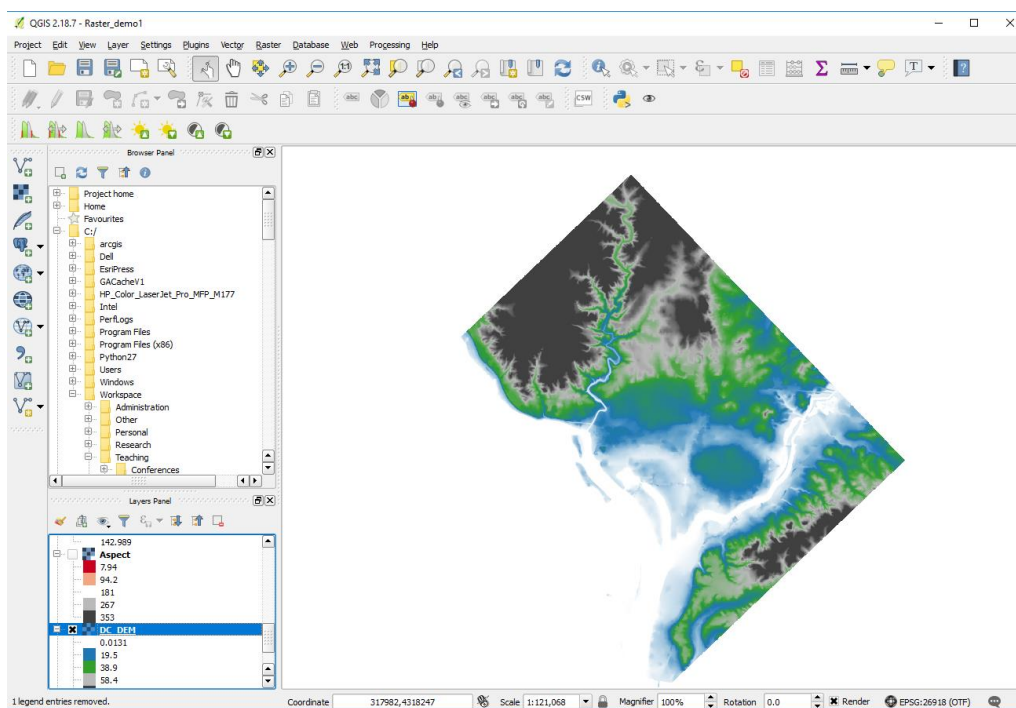 QGIS 2.18.7 - Raster_demo1
Project Edit View Layer Settings Plugins Vector Raster Database Web Processing Help
CSW
Browser Panel
Project home
Home
Favourites
C:/
arcgis
Dell
EsriPress
GACacheV1
HP_Color_LaserJet_Pro_MFP_M177
Intel
PerfLogs
Program Files
Program Files (x86)
Python27
Users
Windows
Workspace
Administration
Other
Personal
Research
Teaching
Conferences
Layers Panel
142.989
Aspect
7.94
94.2
181
267
353
DC_DEM
0.0131
19.5
38.9
58.4
1 legend entries removed. Coordinate 317982,4318247 Scale 1:121,068 Magnifier 100% Rotation 0.0 Render EPSG:26918 (OTF)